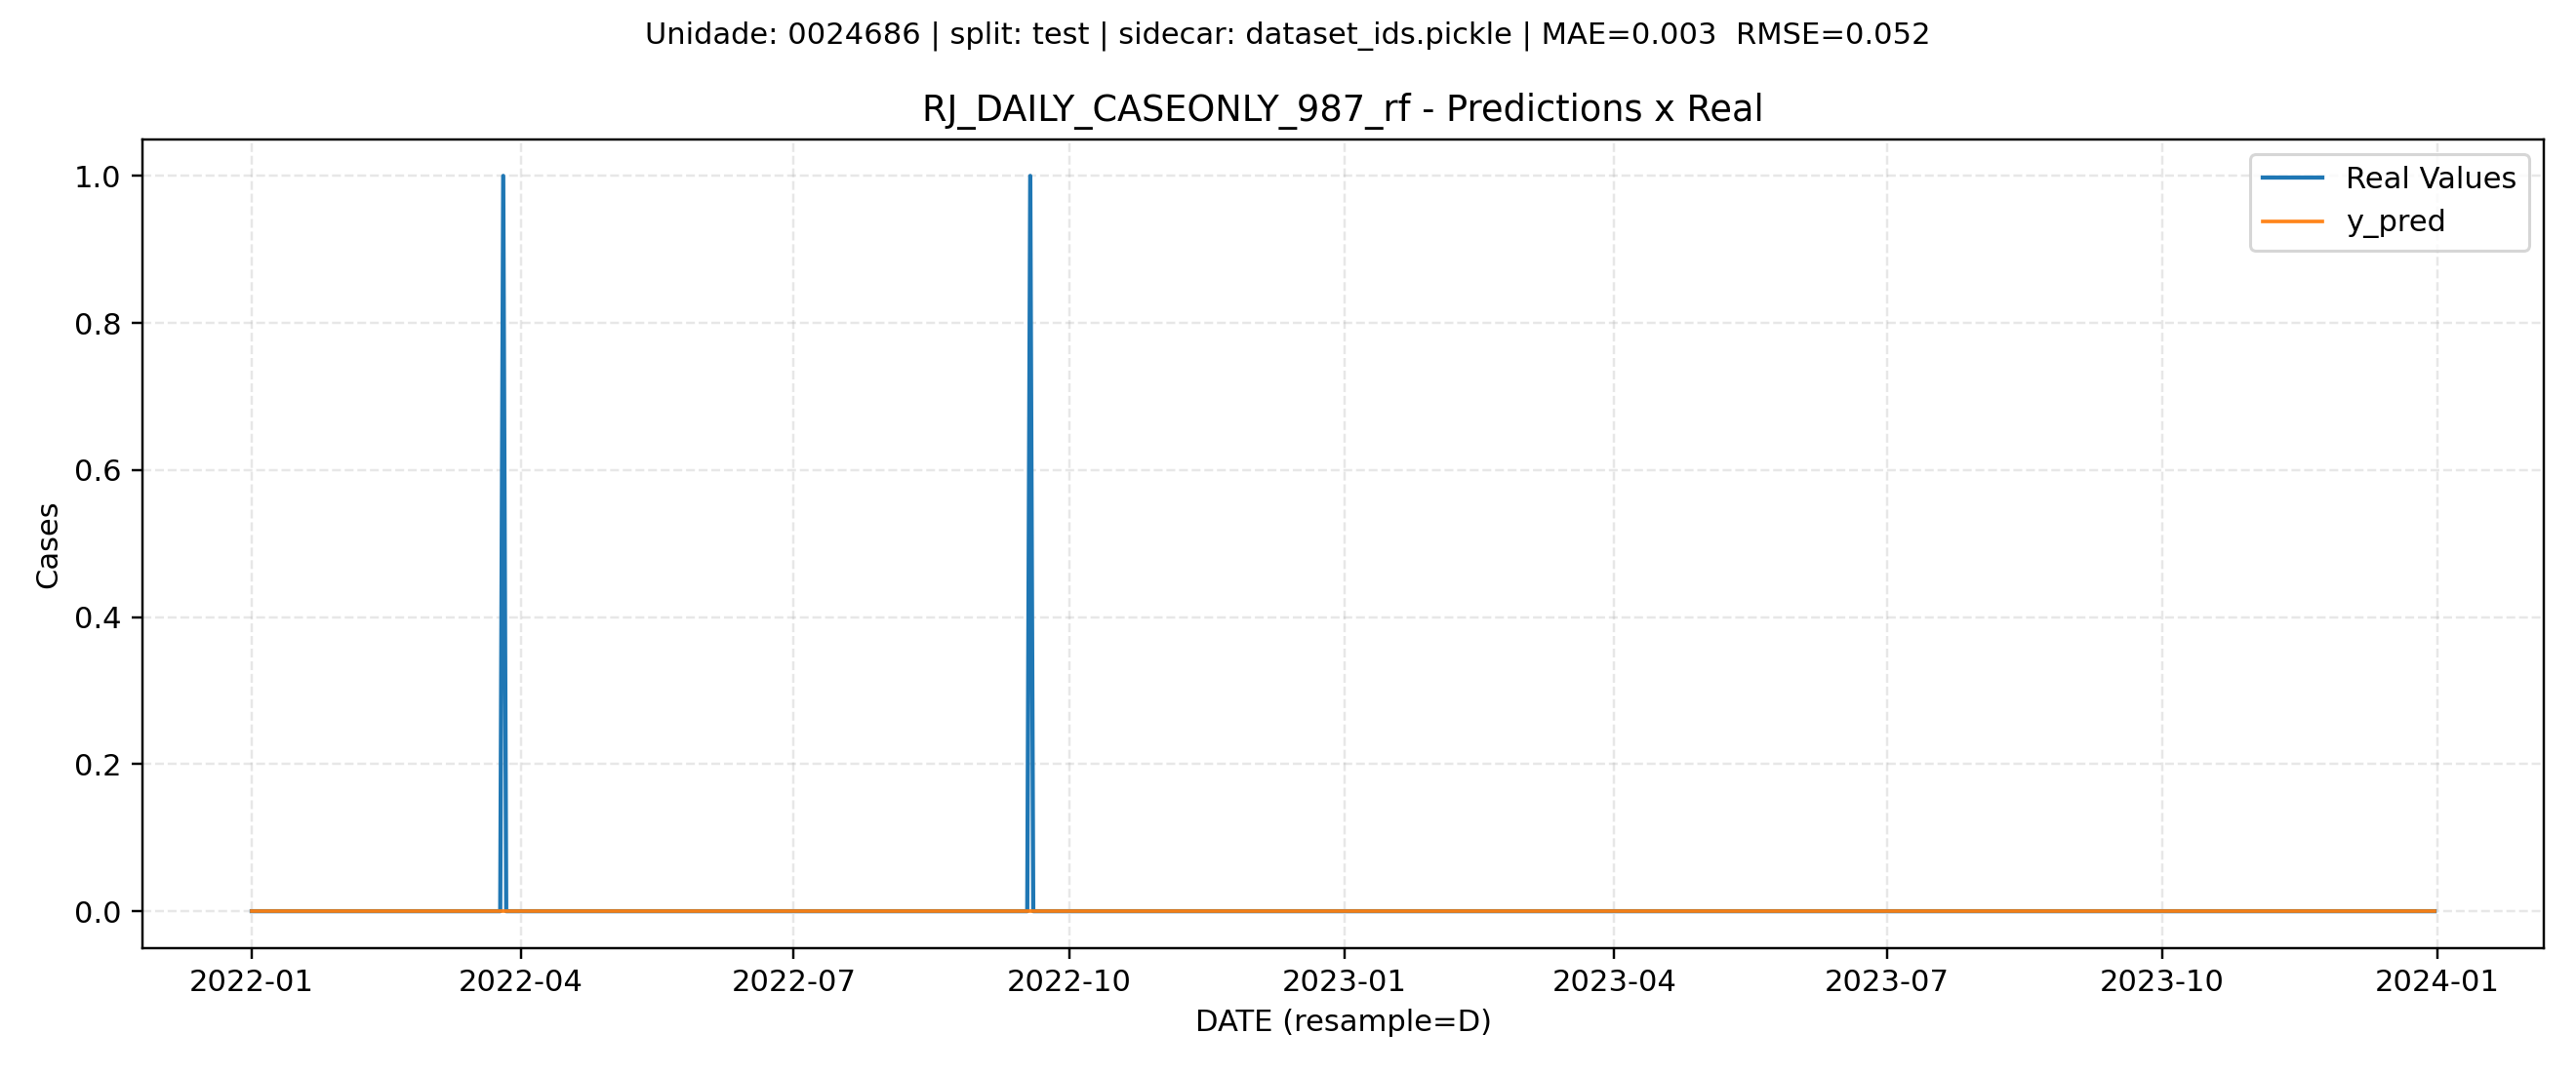 Unidade: 0024686 | split: test | sidecar: dataset_ids.pickle | MAE=0.003  RMSE=0.052
RJ_DAILY_CASEONLY_987_rf - Predictions x Real
Real Values
y_pred
1.0
0.8
0.6
0.4
0.2
0.0
Cases
2022-01 2022-04 2022-07 2022-10 2023-01 2023-04 2023-07 2023-10 2024-01
DATE (resample=D)